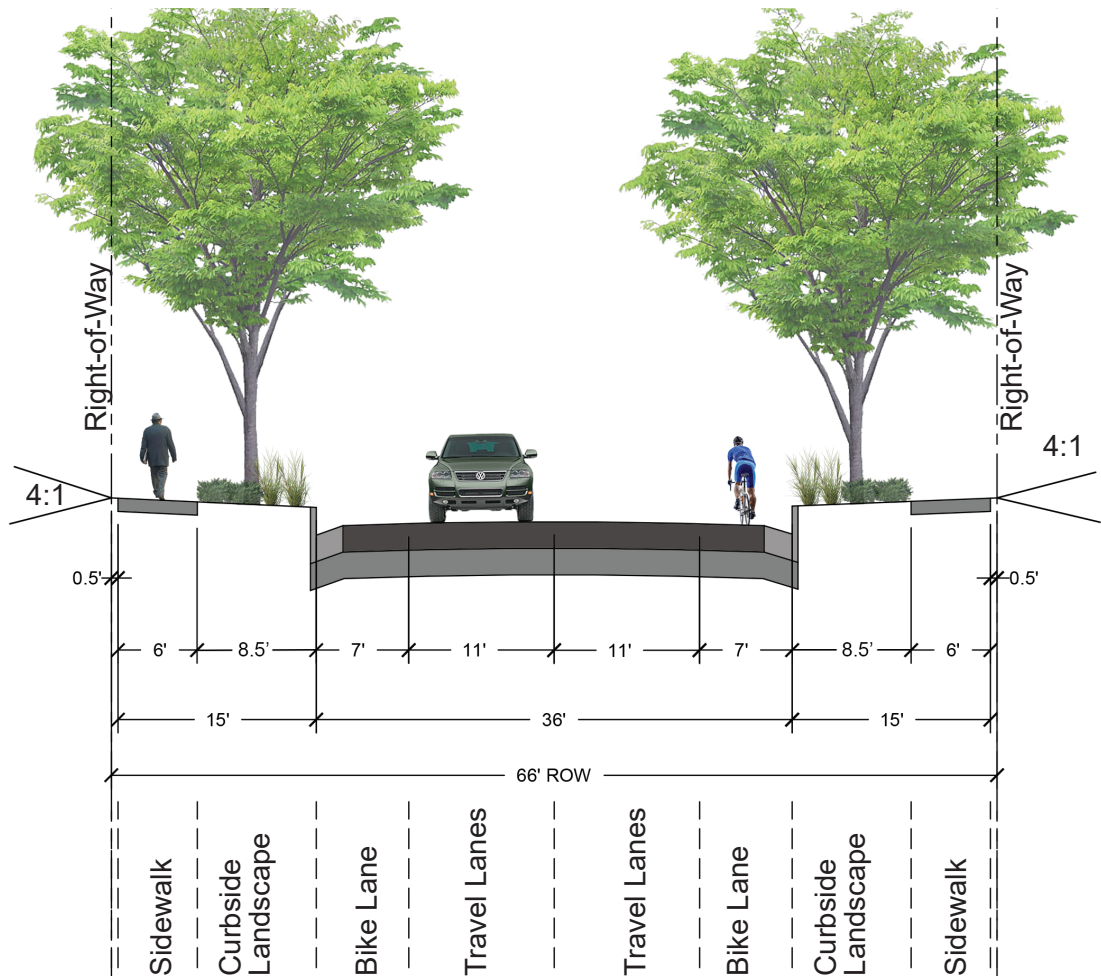 Right-of-Way
Right-of-Way
4:1
4:1
0.5'
0.5'
6'
8.5’
7'
11'
11'
7'
8.5’
6'
15'
36'
15'
66' ROW
Sidewalk
Curbside
Landscape
Bike Lane
Travel Lanes
Travel Lanes
Bike Lane
Curbside
Landscape
Sidewalk